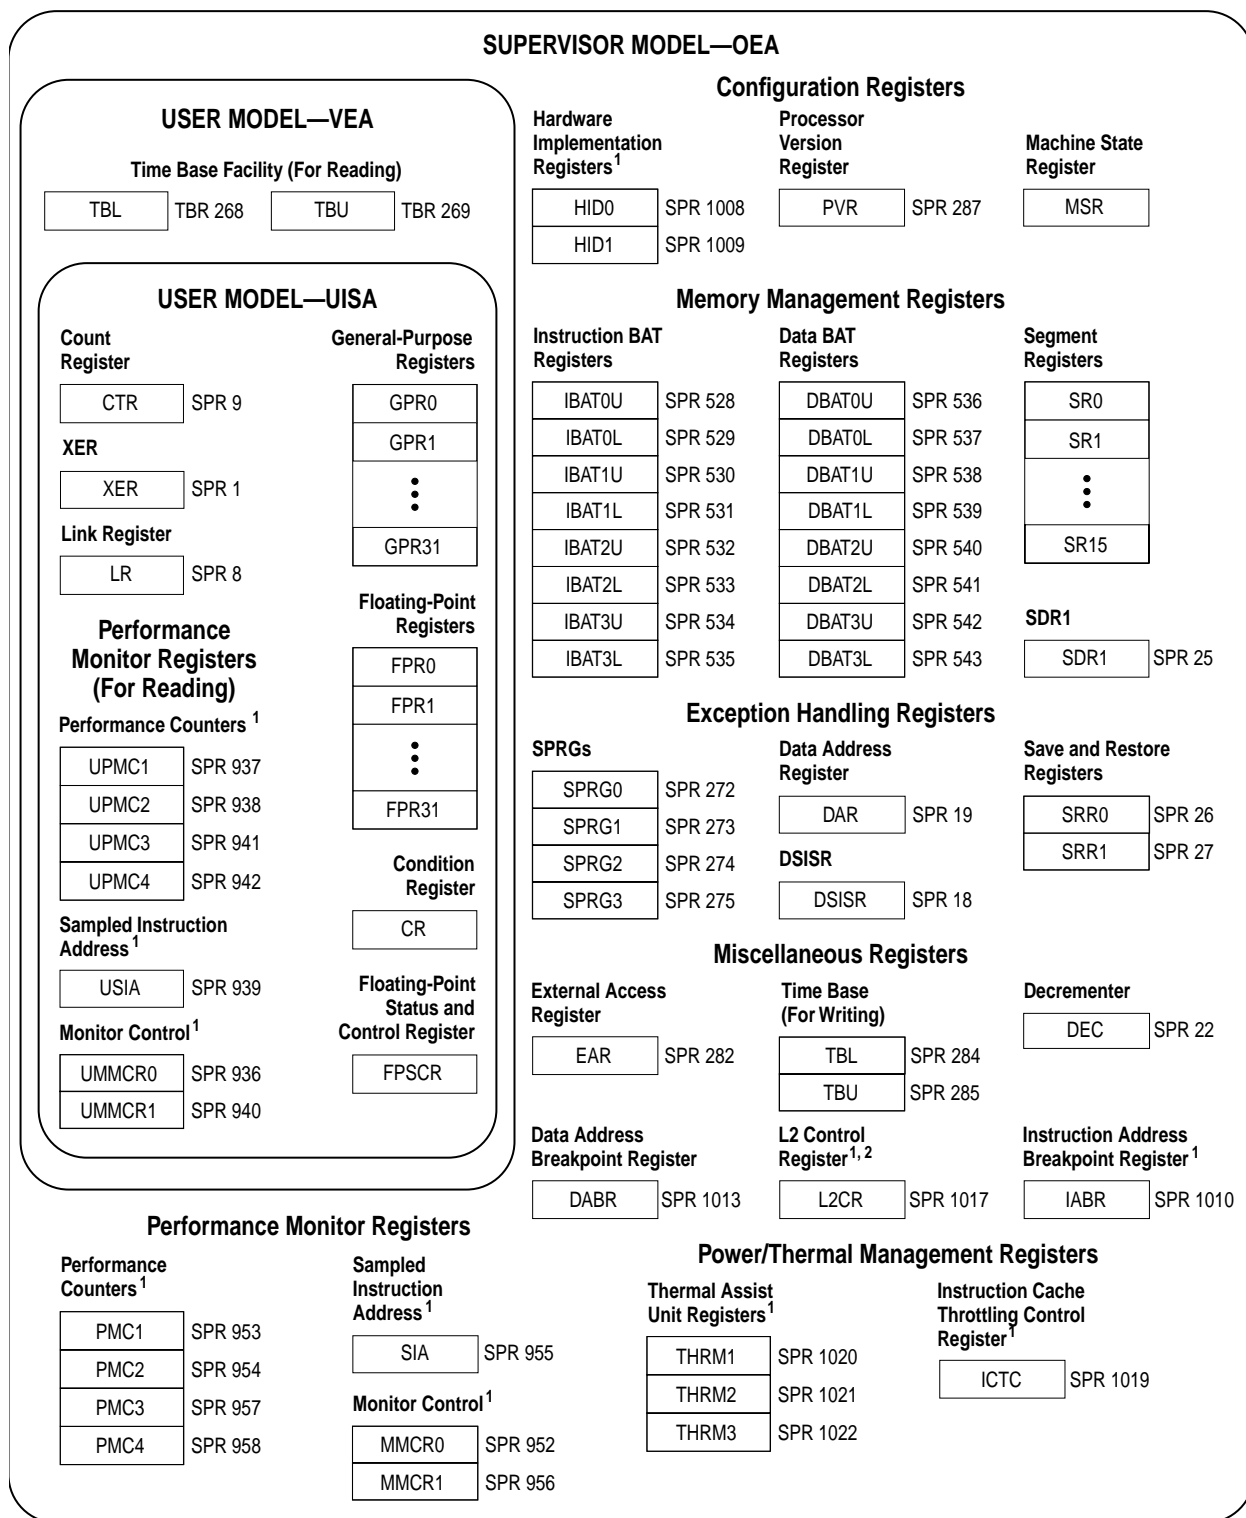 SUPERVISOR MODEL—OEA
USER MODEL—VEA
Time Base Facility (For Reading)
TBL TBR 268 TBU TBR 269
USER MODEL—UISA
Count
Register
CTR SPR 9
XER
XER SPR 1
Link Register
LR SPR 8
Performance
Monitor Registers
(For Reading)
Performance Counters 1
UPMC1 SPR 937
UPMC2 SPR 938
UPMC3 SPR 941
UPMC4 SPR 942
Sampled Instruction
Address 1
USIA SPR 939
Monitor Control 1
UMMCR0 SPR 936
UMMCR1 SPR 940
General-Purpose
Registers
GPR0
GPR1
GPR31
Floating-Point
Registers
FPR0
FPR1
FPR31
Condition
Register
CR
Floating-Point
Status and
Control Register
FPSCR
Configuration Registers
Hardware
Implementation
Registers 1
HID0 SPR 1008
HID1 SPR 1009
Processor
Version
Register
PVR SPR 287
Machine State
Register
MSR
Memory Management Registers
Instruction BAT
Registers
IBAT0U SPR 528
IBAT0L SPR 529
IBAT1U SPR 530
IBAT1L SPR 531
IBAT2U SPR 532
IBAT2L SPR 533
IBAT3U SPR 534
IBAT3L SPR 535
Data BAT
Registers
DBAT0U SPR 536
DBAT0L SPR 537
DBAT1U SPR 538
DBAT1L SPR 539
DBAT2U SPR 540
DBAT2L SPR 541
DBAT3U SPR 542
DBAT3L SPR 543
Segment
Registers
SR0
SR1
SR15
SDR1
SDR1 SPR 25
Exception Handling Registers
SPRGs
SPRG0 SPR 272
SPRG1 SPR 273
SPRG2 SPR 274
SPRG3 SPR 275
Data Address
Register
DAR SPR 19
DSISR
DSISR SPR 18
Save and Restore
Registers
SRR0 SPR 26
SRR1 SPR 27
Miscellaneous Registers
External Access
Register
EAR SPR 282
Time Base
(For Writing)
TBL SPR 284
TBU SPR 285
Decrementer
DEC SPR 22
Data Address
Breakpoint Register
DABR SPR 1013
L2 Control
Register 1, 2
L2CR SPR 1017
Instruction Address
Breakpoint Register 1
IABR SPR 1010
Performance Monitor Registers
Performance
Counters 1
PMC1 SPR 953
PMC2 SPR 954
PMC3 SPR 957
PMC4 SPR 958
Sampled
Instruction
Address 1
SIA SPR 955
Monitor Control 1
MMCR0 SPR 952
MMCR1 SPR 956
Power/Thermal Management Registers
Thermal Assist
Unit Registers 1
THRM1 SPR 1020
THRM2 SPR 1021
THRM3 SPR 1022
Instruction Cache
Throttling Control
Register 1
ICTC SPR 1019